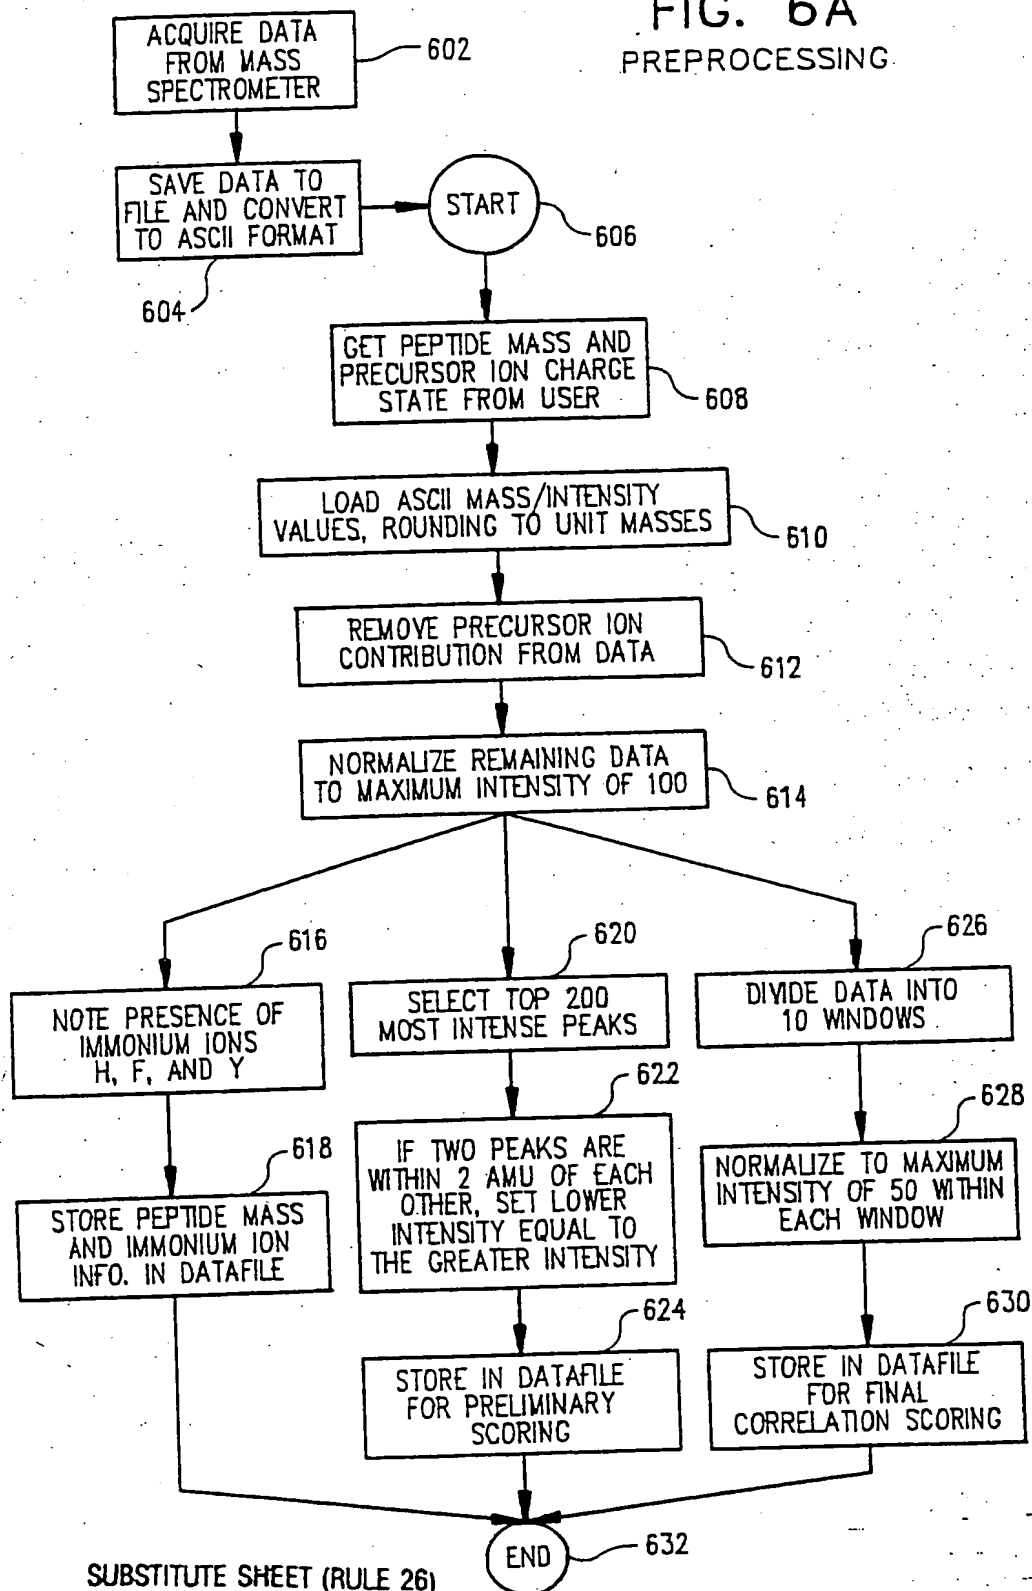 FIG. 6A
PREPROCESSING
ACQUIRE DATA
FROM MASS
SPECTROMETER
602
SAVE DATA TO
FILE AND CONVERT
TO ASCII FORMAT
604
START
606
GET PEPTIDE MASS AND
PRECURSOR ION CHARGE
STATE FROM USER
608
LOAD ASCII MASS/INTENSITY
VALUES, ROUNDING TO UNIT MASSES
610
REMOVE PRECURSOR ION
CONTRIBUTION FROM DATA
612
NORMALIZE REMAINING DATA
TO MAXIMUM INTENSITY OF 100
614
616
NOTE PRESENCE OF
IMMONIUM IONS
H, F, AND Y
618
STORE PEPTIDE MASS
AND IMMONIUM ION
INFO. IN DATAFILE
620
SELECT TOP 200
MOST INTENSE PEAKS
622
IF TWO PEAKS ARE
WITHIN 2 AMU OF EACH
OTHER, SET LOWER
INTENSITY EQUAL TO
THE GREATER INTENSITY
624
STORE IN DATAFILE
FOR PRELIMINARY
SCORING
626
DIVIDE DATA INTO
10 WINDOWS
628
NORMALIZE TO MAXIMUM
INTENSITY OF 50 WITHIN
EACH WINDOW
630
STORE IN DATAFILE
FOR FINAL
CORRELATION SCORING
END
632
SUBSTITUTE SHEET (RULE 26)